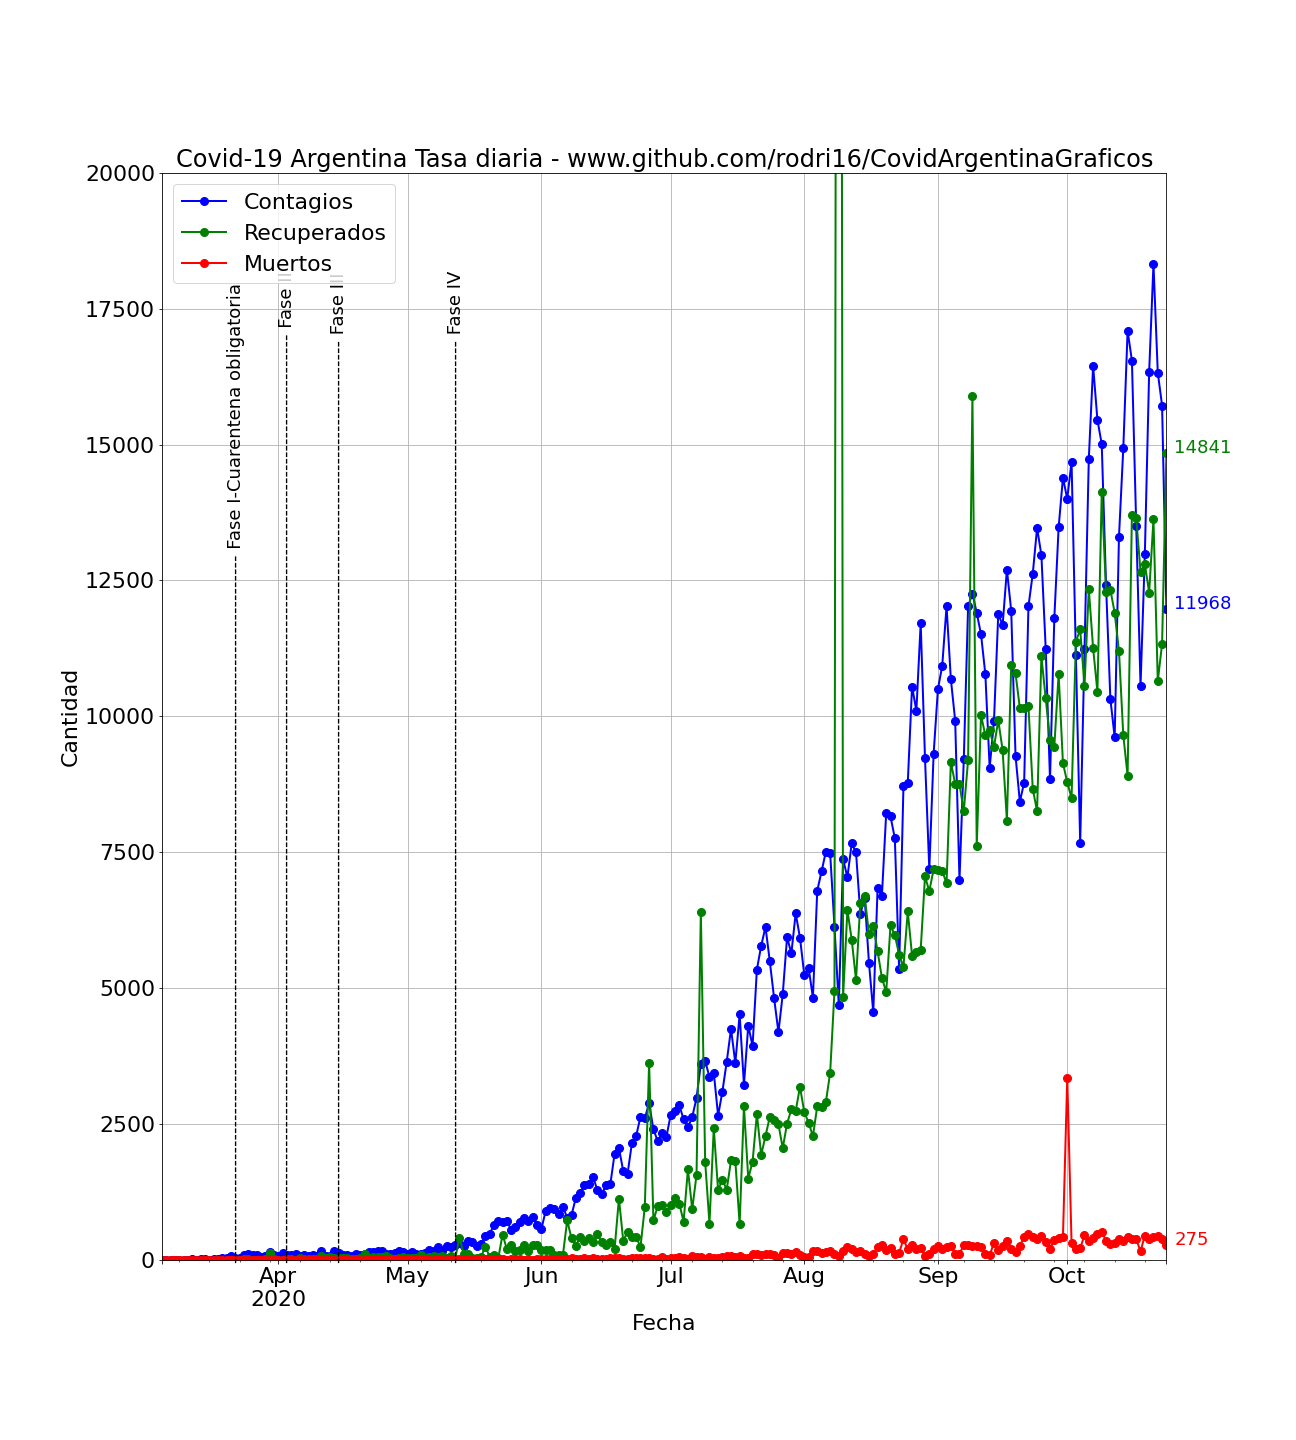 Covid-19 Argentina Tasa diaria - www.github.com/rodri16/CovidArgentinaGraficos
20000
17500
15000
12500
10000
7500
5000
2500
0
Cantidad
Contagios
Recuperados
Muertos
Fase I-Cuarentena obligatoria
Fase II
Fase III
Fase IV
14841
11968
275
Apr
2020
May
Jun
Jul
Aug
Sep
Oct
Fecha